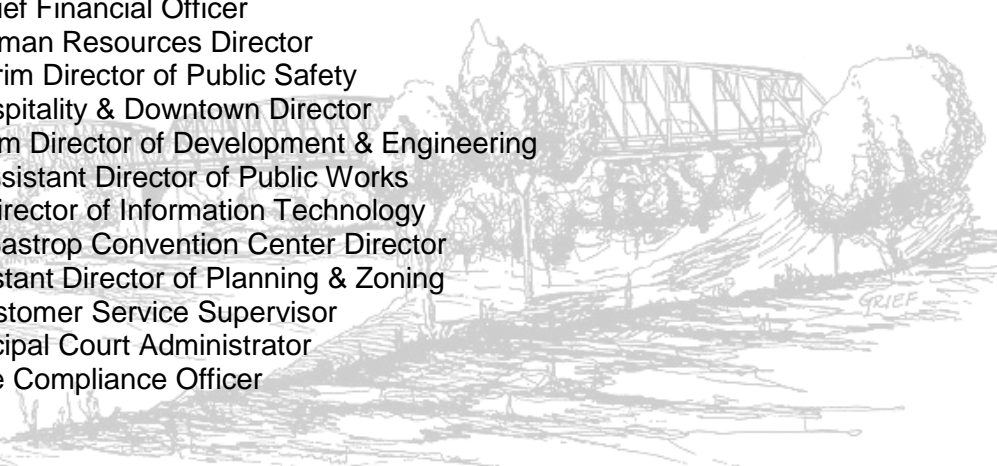 ief Financial Officer
man Resources Director
rim Director of Public Safety
spitality & Downtown Director
m Director of Development & Engineering
ssistant Director of Public Works
irector of Information Technology
astrop Convention Center Director
stant Director of Planning & Zoning
stomer Service Supervisor
cipal Court Administrator
e Compliance Officer
GRIEF